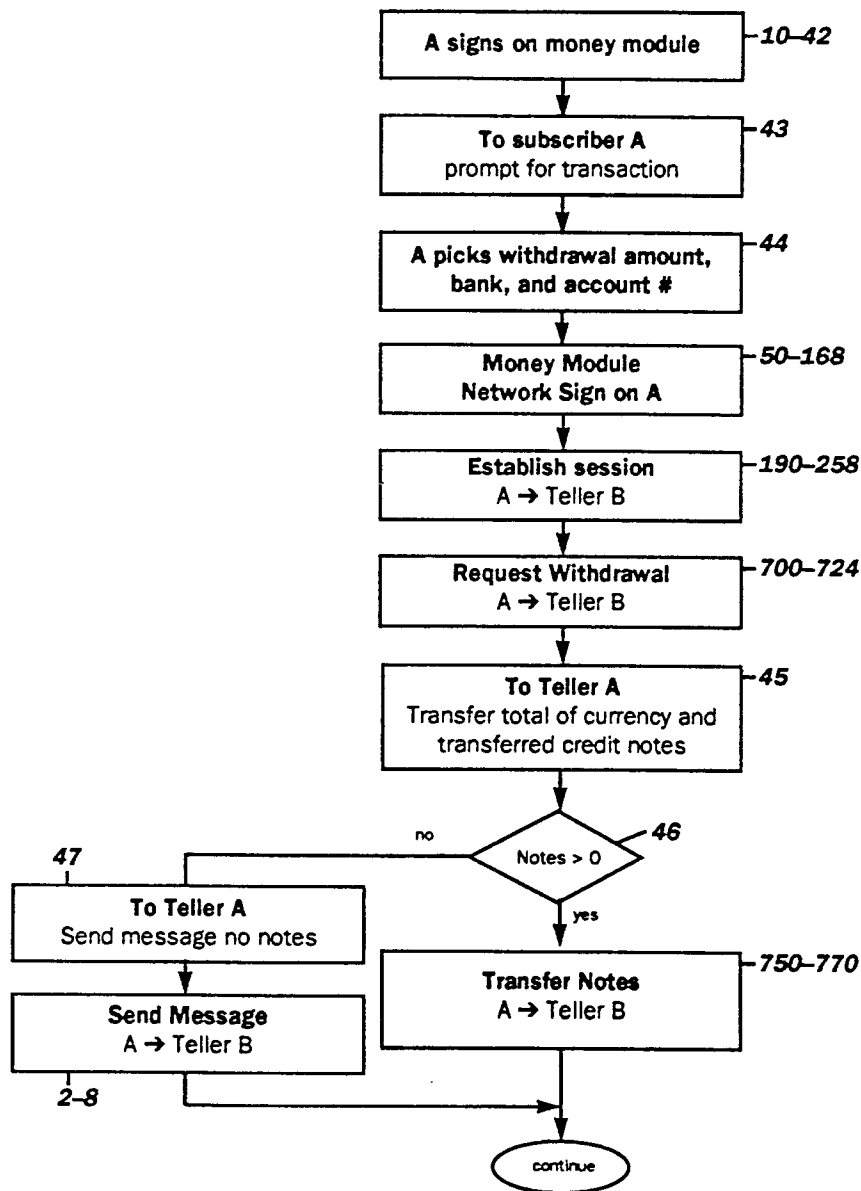 A signs on money module
10–42
To subscriber A
prompt for transaction
43
A picks withdrawal amount,
bank, and account #
44
Money Module
Network Sign on A
50–168
Establish session
A → Teller B
190–258
Request Withdrawal
A → Teller B
700–724
To Teller A
Transfer total of currency and
transferred credit notes
45
Notes > 0
46
no
yes
47
To Teller A
Send message no notes
Send Message
A → Teller B
2–8
Transfer Notes
A → Teller B
750–770
continue